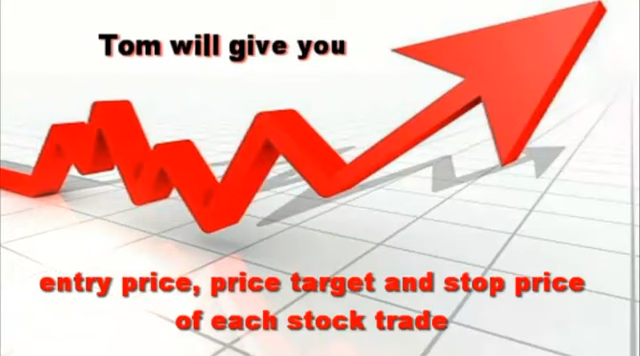 Tom will give you
entry price, price target and stop price
of each stock trade